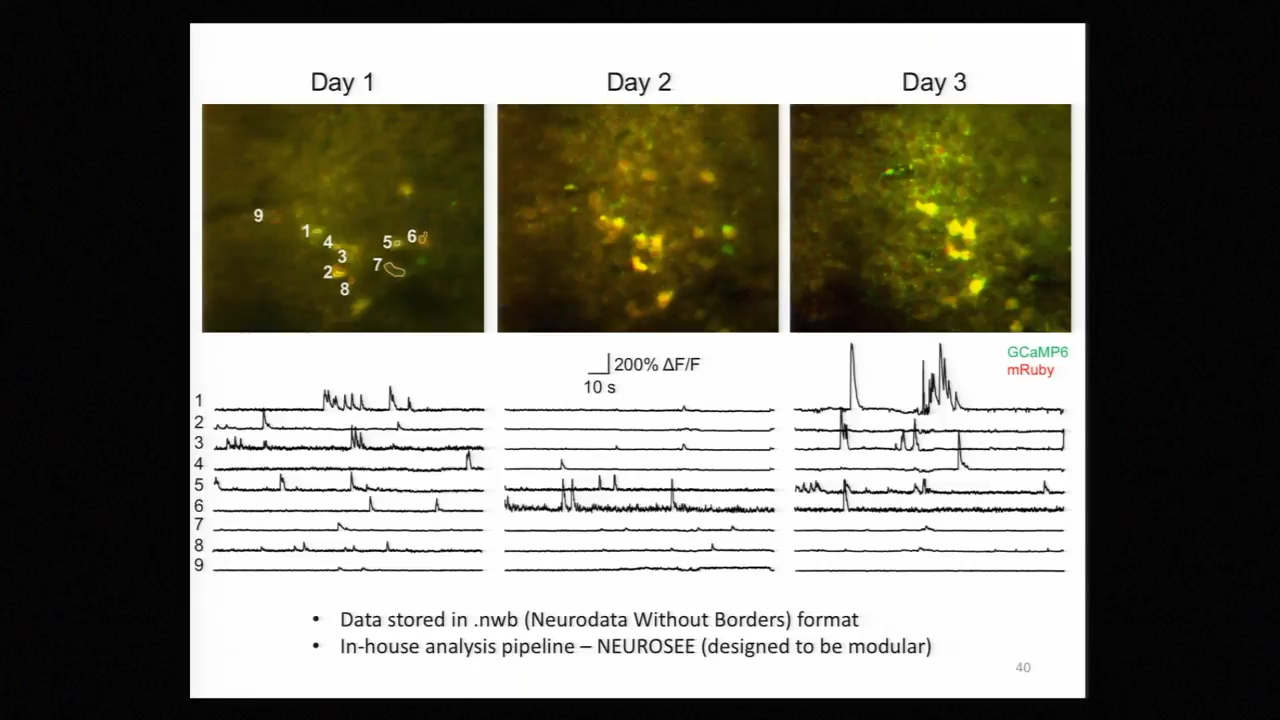 Day 1
Day 2
Day 3
9
1
4
3
2
8
5
6
7
200% ΔF/F
10 s
GCaMP6
mRuby
1
2
3
4
5
6
7
8
9
• Data stored in .nwb (Neurodata Without Borders) format
• In-house analysis pipeline – NEUROSEE (designed to be modular)
40